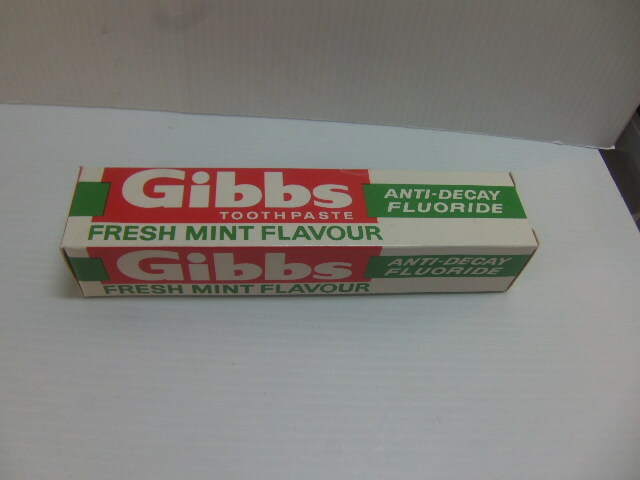 Gibbs
TOOTHPASTE
ANTI-DECAY
FLUORIDE
FRESH MINT FLAVOUR
Gibbs
ANTI-DECAY
FLUORIDE
FRESH MINT FLAVOUR